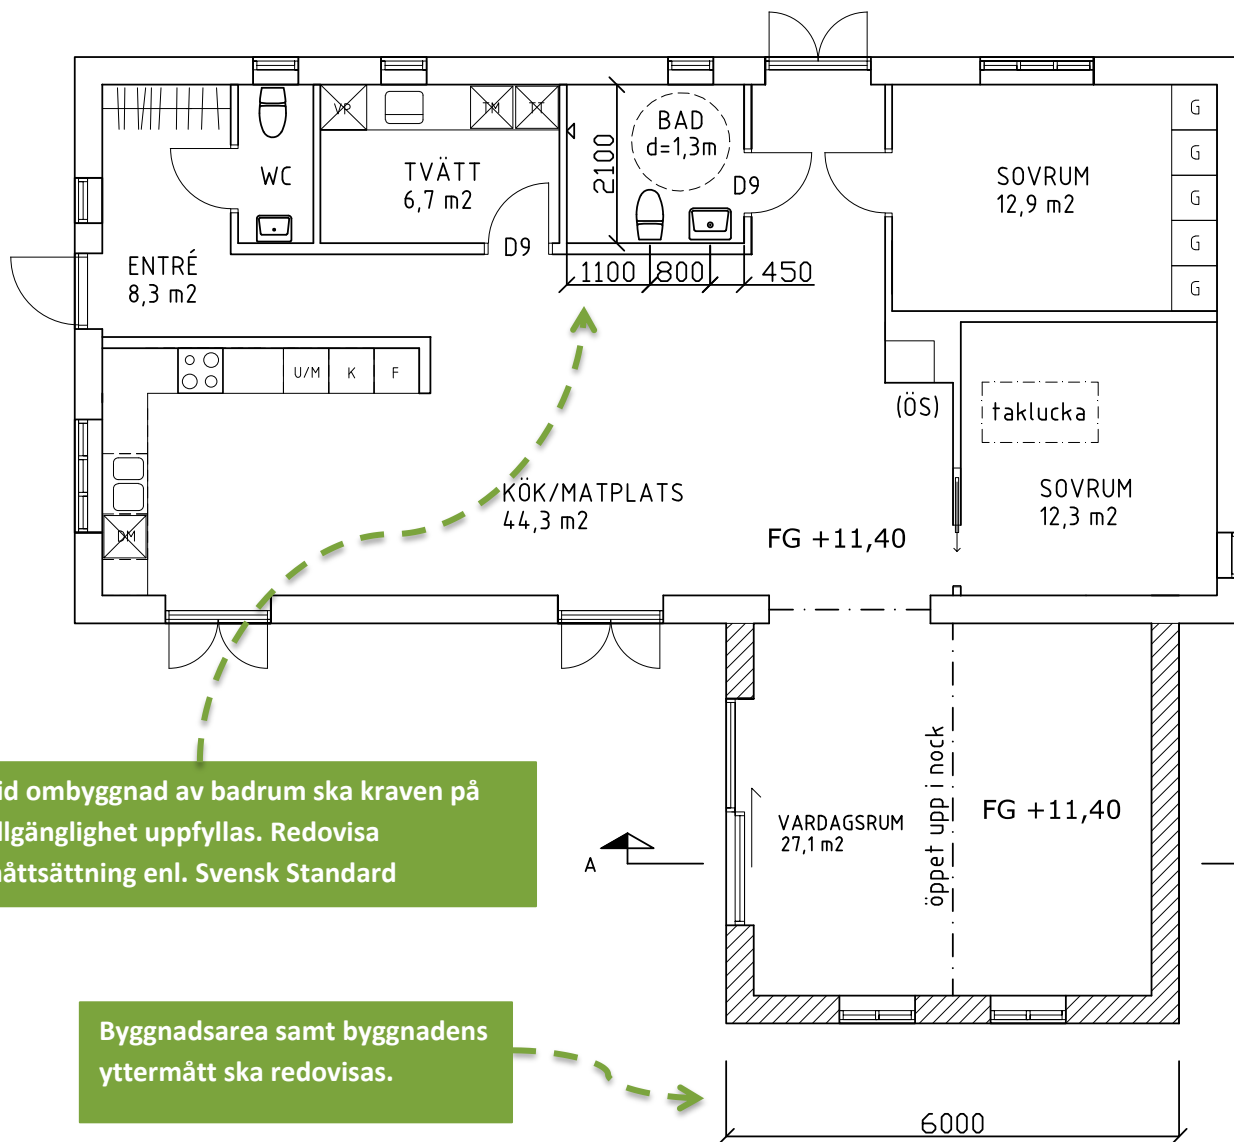 VP
TM
TT
BAD
d=1,3m
2100
D9
WC
TVÄTT
6,7 m2
D9
SOVRUM
12,9 m2
G
G
G
G
G
ENTRÉ
8,3 m2
1100
800
450
U/M
K
F
(ÖS)
taklucka
KÖK/MATPLATS
44,3 m2
SOVRUM
12,3 m2
DM
FG +11,40
id ombyggnad av badrum ska kraven på
llgänglighet uppfyllas. Redovisa
åttsättning enl. Svensk Standard
A
VARDAGSRUM
27,1 m2
öppet upp i nock
FG +11,40
Byggnadsarea samt byggnadens
yttermått ska redovisas.
6000